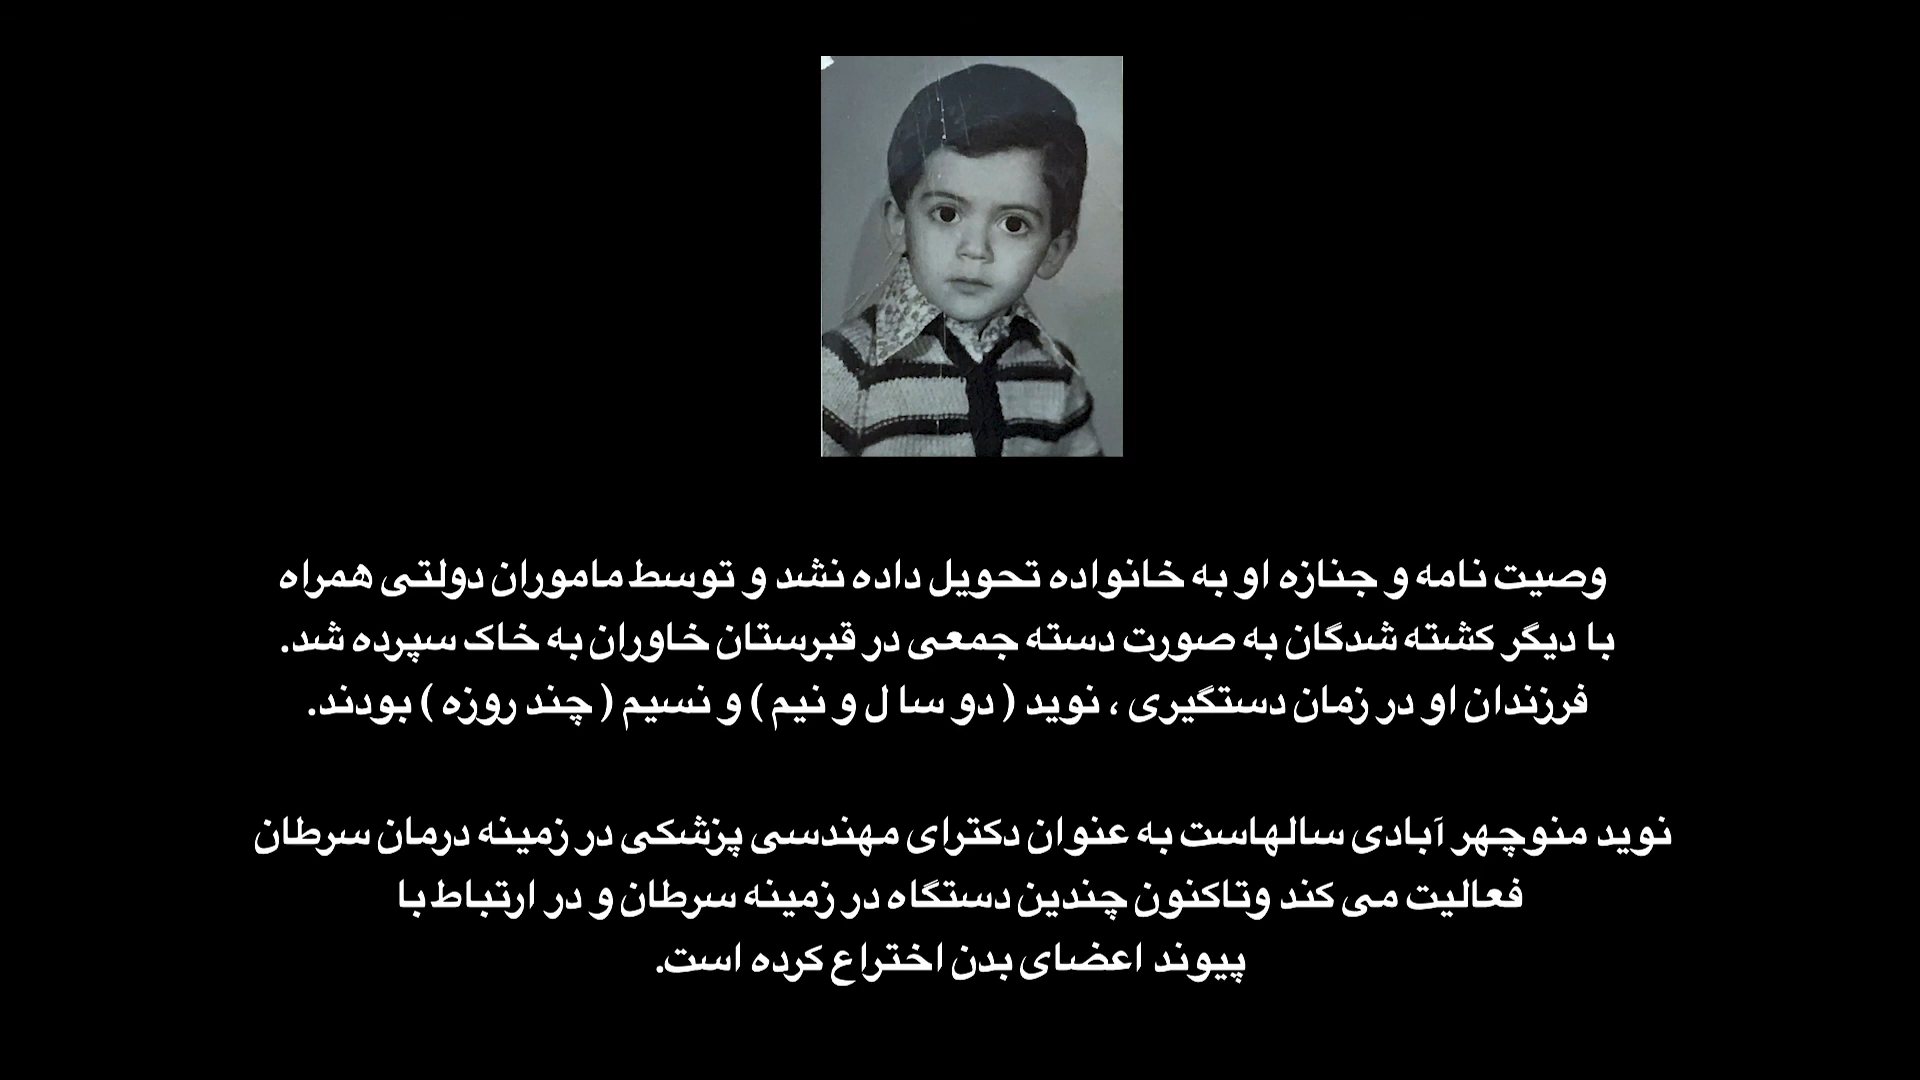 وصیت نامه و جنازه او به خانواده تحویل داده نشد و توسط ماموران دولتی همراه
با دیگر کشته شدگان به صورت دسته جمعی در قبرستان خاوران به خاک سپرده شد.
فرزندان او در زمان دستگیری ، نوید ( دو سا ل و نیم ) و نسیم ( چند روزه ) بودند.
نوید منوچهر آبادی سالهاست به عنوان دکترای مهندسی پزشکی در زمینه درمان سرطان
فعالیت می کند وتاکنون چندین دستگاه در زمینه سرطان و در ارتباط با
پیوند اعضای بدن اختراع کرده است.